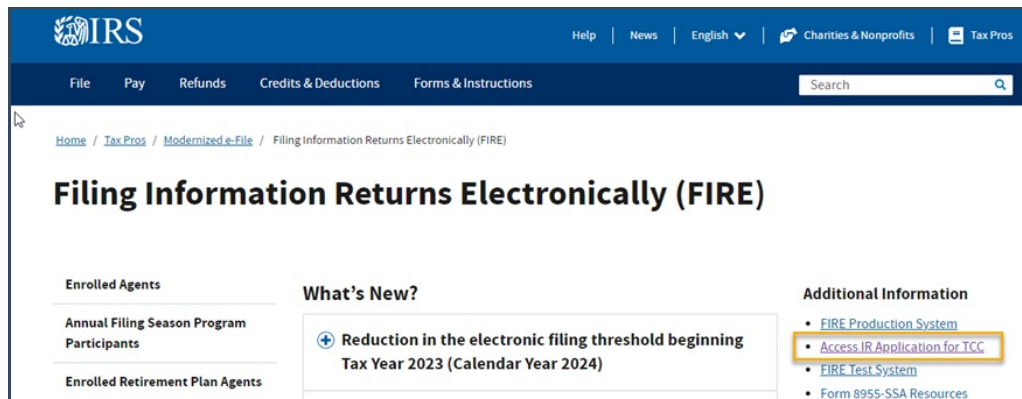 IRS
Help | News | English | Charities & Nonprofits | Tax Pros
File Pay Refunds Credits & Deductions Forms & Instructions Search
Home / Tax Pros / Modernized e-File / Filing Information Returns Electronically (FIRE)
Filing Information Returns Electronically (FIRE)
Enrolled Agents
Annual Filing Season Program
Participants
Enrolled Retirement Plan Agents
What's New?
Reduction in the electronic filing threshold beginning
Tax Year 2023 (Calendar Year 2024)
Additional Information
• FIRE Production System
• Access IR Application for TCC
• FIRE Test System
• Form 8955-SSA Resources